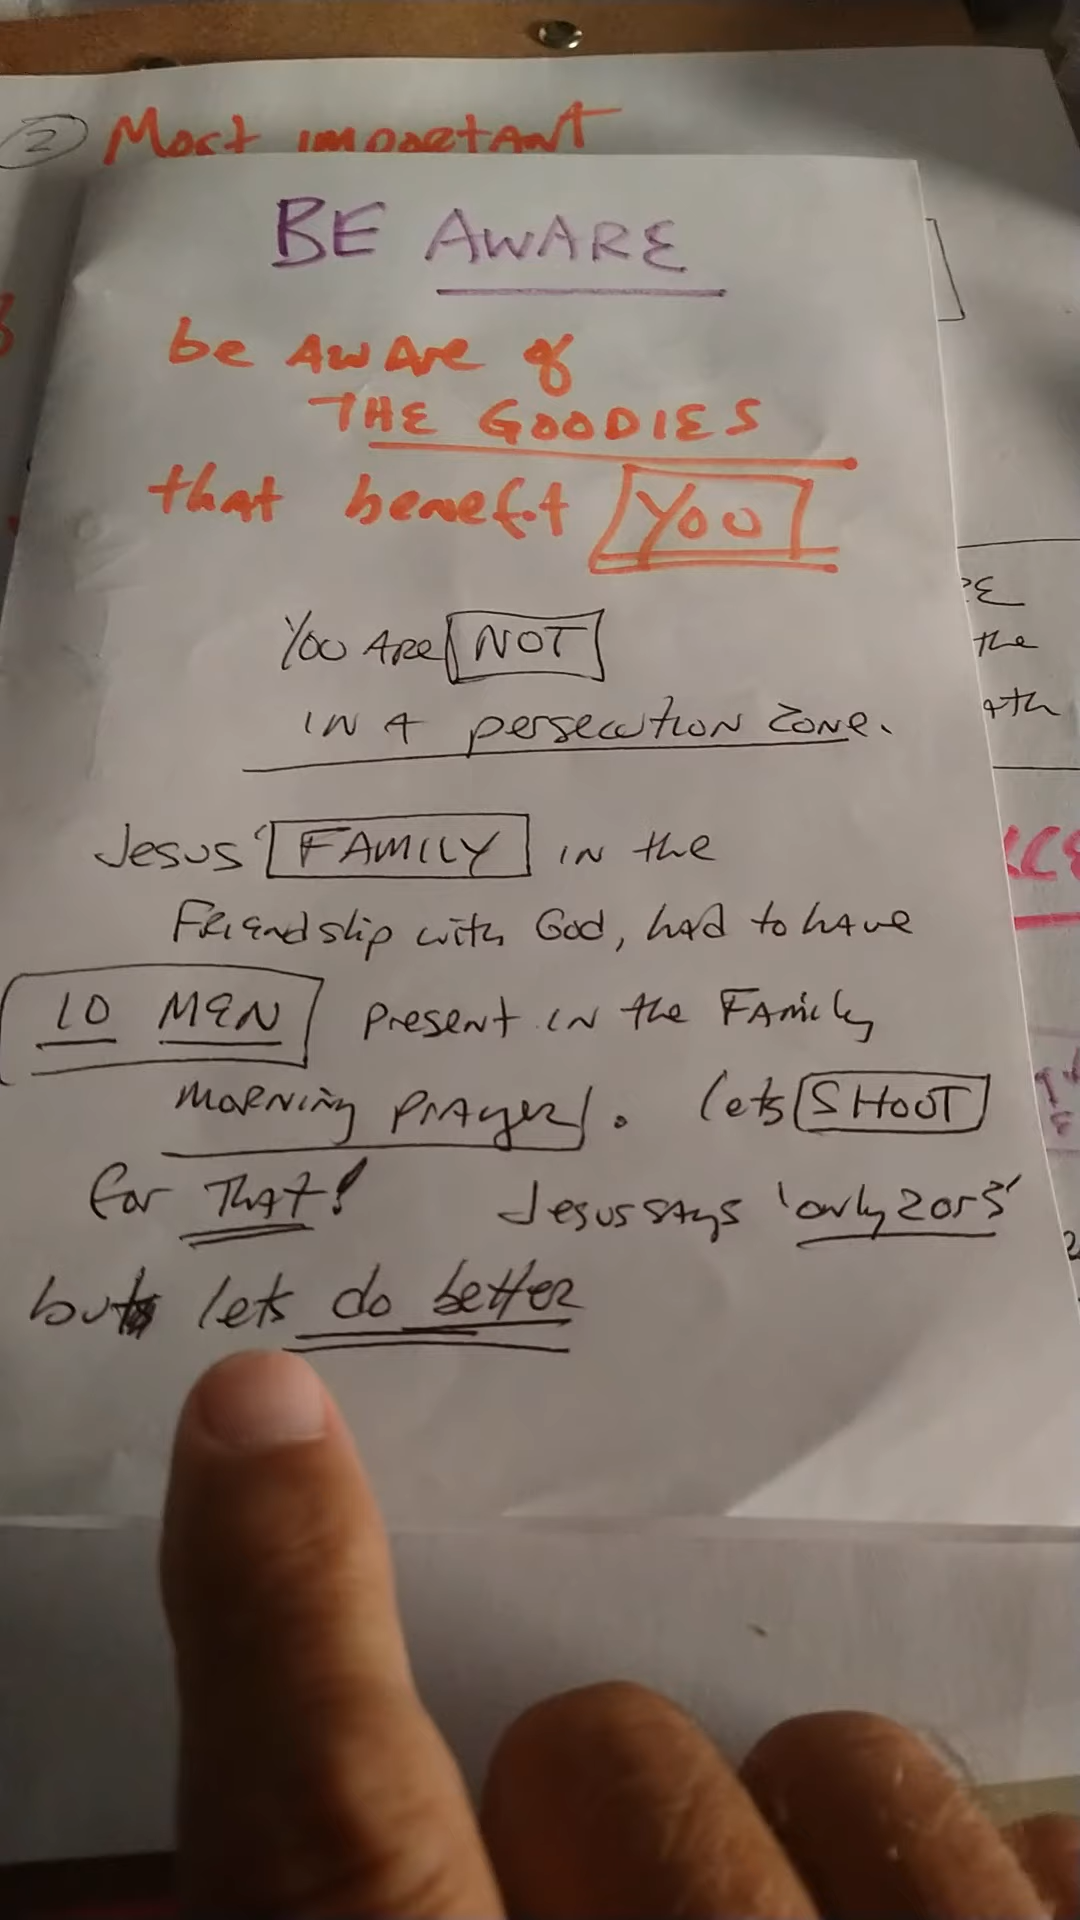 ② Most important
BE AWARE
be AWAre of
THE GOODIES
that benefit YOU
YOU Are NOT
IN A persecution zone.
Jesus' FAMILY IN the
Friendship with God, had to have
10 MEN present IN the FAMily
MORNiNg PrAyer. lets SHOOT
for THAT! Jesus says 'only 2 or 3'
but lets do better
the